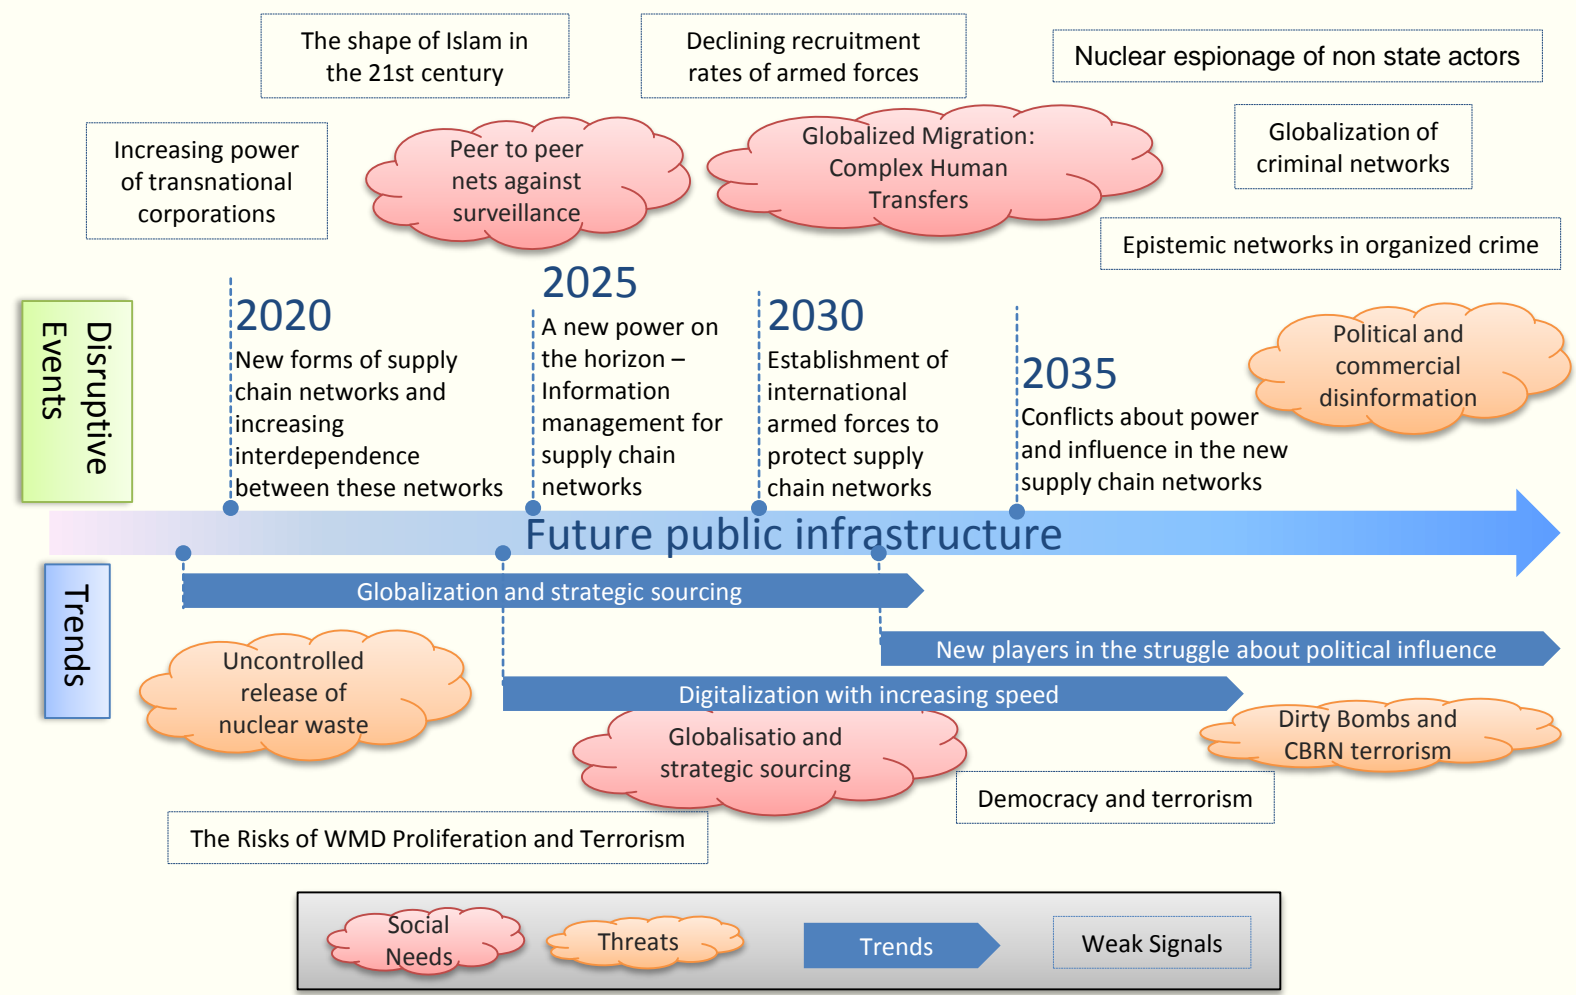 The shape of Islam in
the 21st century
Declining recruitment
rates of armed forces
Nuclear espionage of non state actors
Increasing power
of transnational
corporations
Peer to peer
nets against
surveillance
Globalized Migration:
Complex Human
Transfers
Globalization of
criminal networks
Epistemic networks in organized crime
Disruptive
Events
2020
New forms of supply
chain networks and
increasing
interdependence
between these networks
2025
A new power on
the horizon –
Information
management for
supply chain
networks
2030
Establishment of
international
armed forces to
protect supply
chain networks
2035
Conflicts about power
and influence in the new
supply chain networks
Political and
commercial
disinformation
Future public infrastructure
Trends
Globalization and strategic sourcing
New players in the struggle about political influence
Digitalization with increasing speed
Uncontrolled
release of
nuclear waste
Globalisatio and
strategic sourcing
Dirty Bombs and
CBRN terrorism
Democracy and terrorism
The Risks of WMD Proliferation and Terrorism
Social
Needs
Threats
Trends
Weak Signals